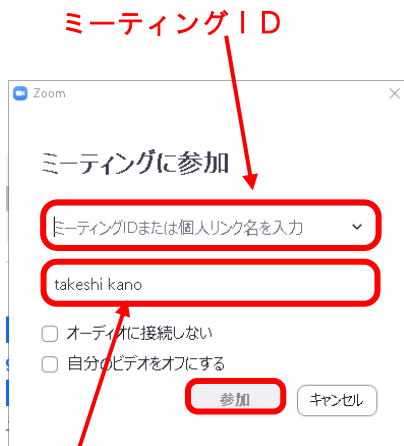 ミーティングＩＤ
Zoom
ミーティングに参加
ミーティングIDまたは個人リンク名を入力
takeshi kano
オーディオに接続しない
自分のビデオをオフにする
参加 キャンセル